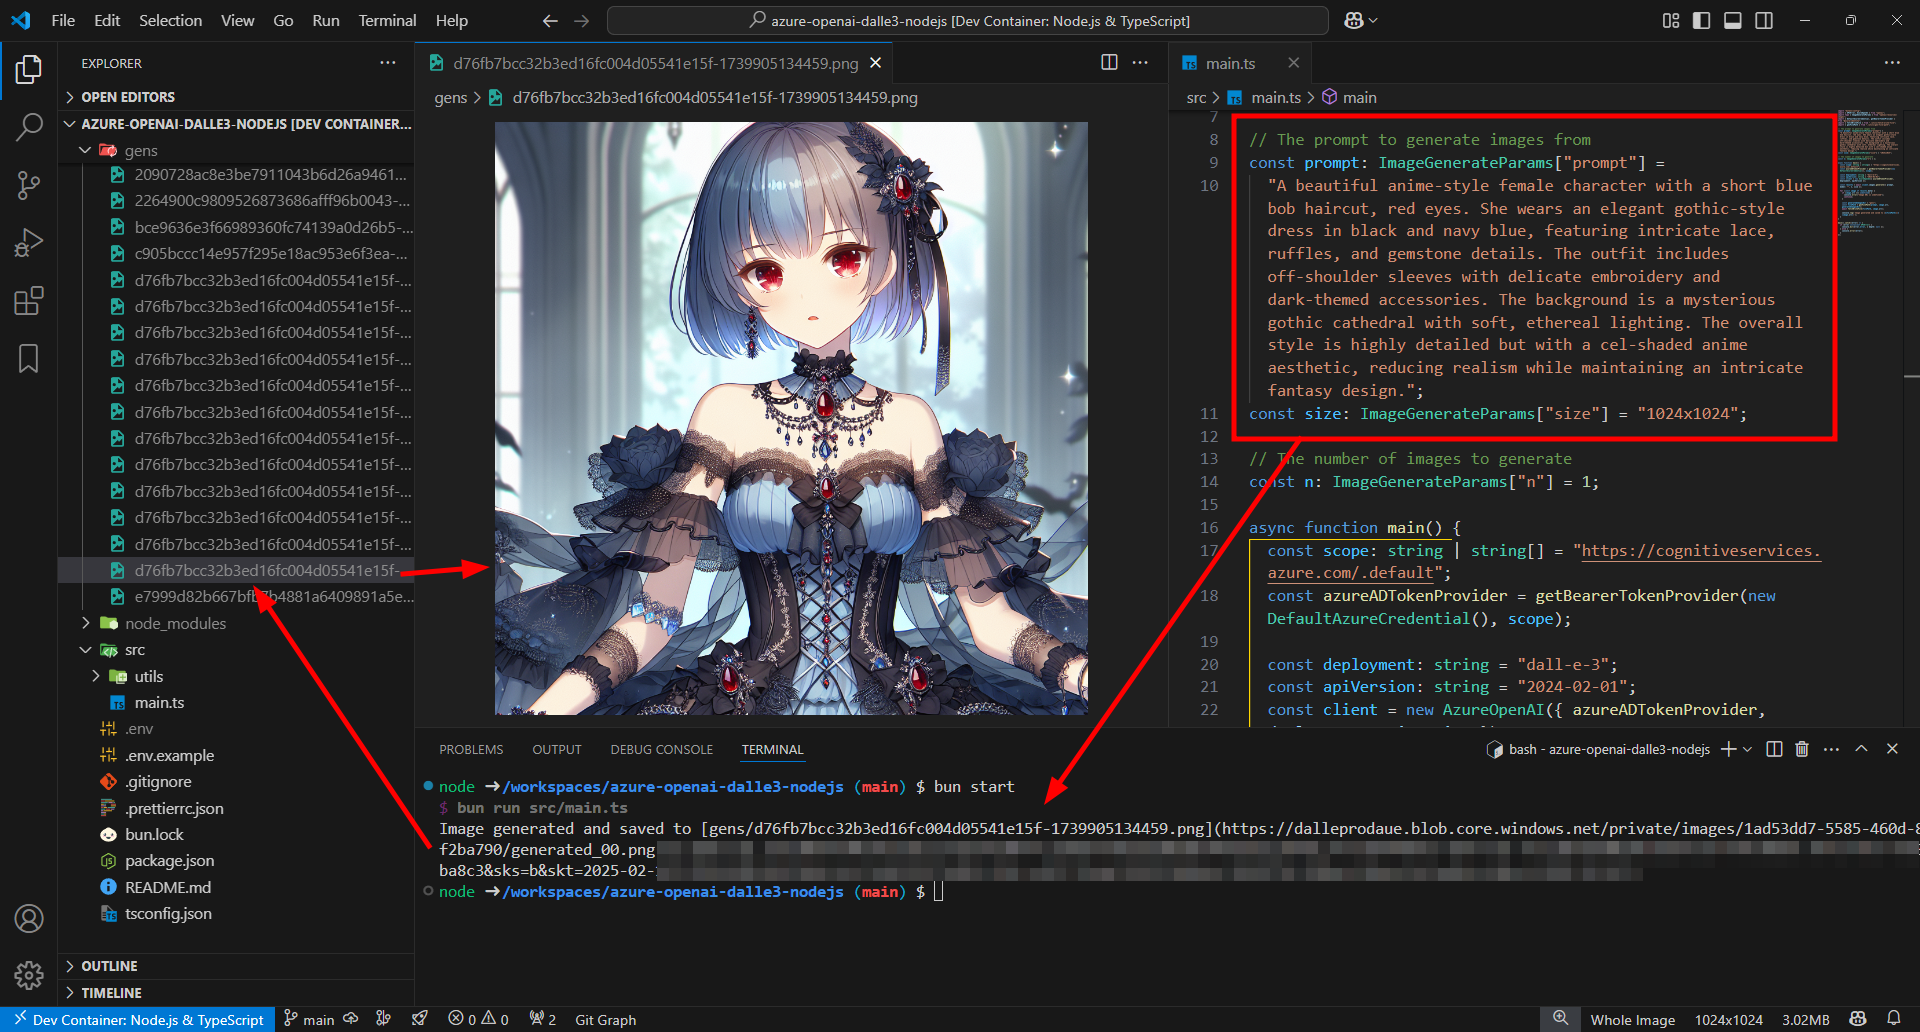 File Edit Selection View Go Run Terminal Help
azure-openai-dalle3-nodejs [Dev Container: Node.js & TypeScript]
EXPLORER
OPEN EDITORS
AZURE-OPENAI-DALLE3-NODEJS [DEV CONTAINER...
gens
2090728ac8e3be7911043b6d26a9461...
2264900c9809526873686afff96b0043-...
bce9636e3f66989360fc74139a0d26b5-...
c905bccc14e957f295e18ac953e6f3ea-...
d76fb7bcc32b3ed16fc004d05541e15f-...
d76fb7bcc32b3ed16fc004d05541e15f-...
d76fb7bcc32b3ed16fc004d05541e15f-...
d76fb7bcc32b3ed16fc004d05541e15f-...
d76fb7bcc32b3ed16fc004d05541e15f-...
d76fb7bcc32b3ed16fc004d05541e15f-...
d76fb7bcc32b3ed16fc004d05541e15f-...
d76fb7bcc32b3ed16fc004d05541e15f-...
d76fb7bcc32b3ed16fc004d05541e15f-...
d76fb7bcc32b3ed16fc004d05541e15f-...
d76fb7bcc32b3ed16fc004d05541e15f-...
d76fb7bcc32b3ed16fc004d05541e15f-
node_modules
src
utils
main.ts
.env
.env.example
.gitignore
.prettierrc.json
bun.lock
package.json
README.md
tsconfig.json
OUTLINE
TIMELINE
d76fb7bcc32b3ed16fc004d05541e15f-1739905134459.png
gens > d76fb7bcc32b3ed16fc004d05541e15f-1739905134459.png
main.ts
src > main.ts > main
7
8 // The prompt to generate images from
9 const prompt: ImageGenerateParams["prompt"] =
10 "A beautiful anime-style female character with a short blue
bob haircut, red eyes. She wears an elegant gothic-style
dress in black and navy blue, featuring intricate lace,
ruffles, and gemstone details. The outfit includes
off-shoulder sleeves with delicate embroidery and
dark-themed accessories. The background is a mysterious
gothic cathedral with soft, ethereal lighting. The overall
style is highly detailed but with a cel-shaded anime
aesthetic, reducing realism while maintaining an intricate
fantasy design.";
11 const size: ImageGenerateParams["size"] = "1024x1024";
12
13 // The number of images to generate
14 const n: ImageGenerateParams["n"] = 1;
15
16 async function main() {
17 const scope: string | string[] = "https://cognitiveservices.
azure.com/.default";
18 const azureADTokenProvider = getBearerTokenProvider(new
DefaultAzureCredential(), scope);
19
20 const deployment: string = "dall-e-3";
21 const apiVersion: string = "2024-02-01";
22 const client = new AzureOpenAI({ azureADTokenProvider,
PROBLEMS OUTPUT DEBUG CONSOLE TERMINAL
bash - azure-openai-dalle3-nodejs
node ➜ /workspaces/azure-openai-dalle3-nodejs (main) $ bun start
$ bun run src/main.ts
Image generated and saved to [gens/d76fb7bcc32b3ed16fc004d05541e15f-1739905134459.png](https://dalleprodaue.blob.core.windows.net/private/images/1ad53dd7-5585-460d-8
f2ba790/generated_00.png
ba8c3&sks=b&skt=2025-02-
node ➜ /workspaces/azure-openai-dalle3-nodejs (main) $
Dev Container: Node.js & TypeScript main 0 0 2 Git Graph
Whole Image 1024x1024 3.02MB